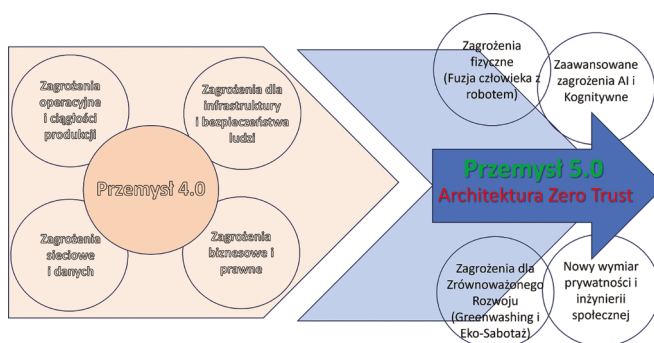 Zagrożenia
operacyjne
i ciągłości
produkcji
Zagrożenia dla
infrastruktury
i bezpieczeństwa
ludzi
Przemysł 4.0
Zagrożenia
sieciowe
i danych
Zagrożenia
biznesowe i
prawne
Zagrożenia
fizyczne
(Fuzja człowieka z
robotem)
Zaawansowane
zagrożenia AI i
Kognitywne
Przemysł 5.0
Architektura Zero Trust
Zagrożenia dla
Zrównoważonego
Rozwoju
(Greenwashing i
Eko-Sabotaż)
Nowy wymiar
prywatności i
inżynierii
społecznej